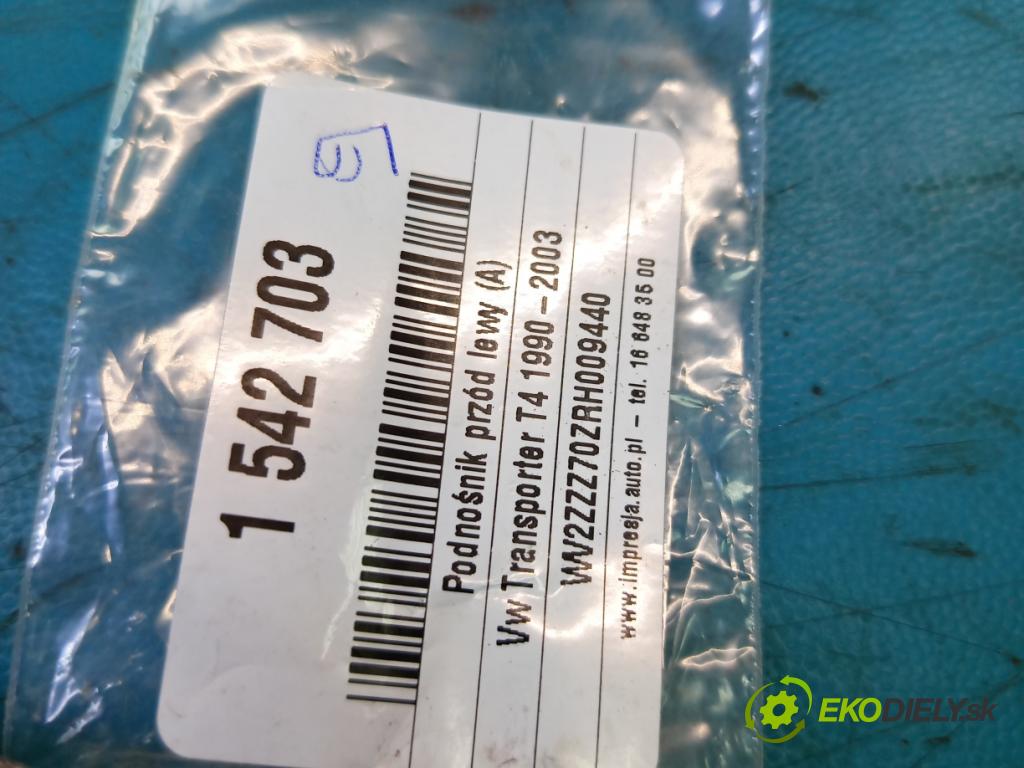 1 542 703
Podnośnik przód lewy (A)
Vw Transporter T4 1990-2003
WV2ZZZ70ZRH009440
www.impresja.auto.pl - tel. 16 648 35 00
EKODIELY.sk